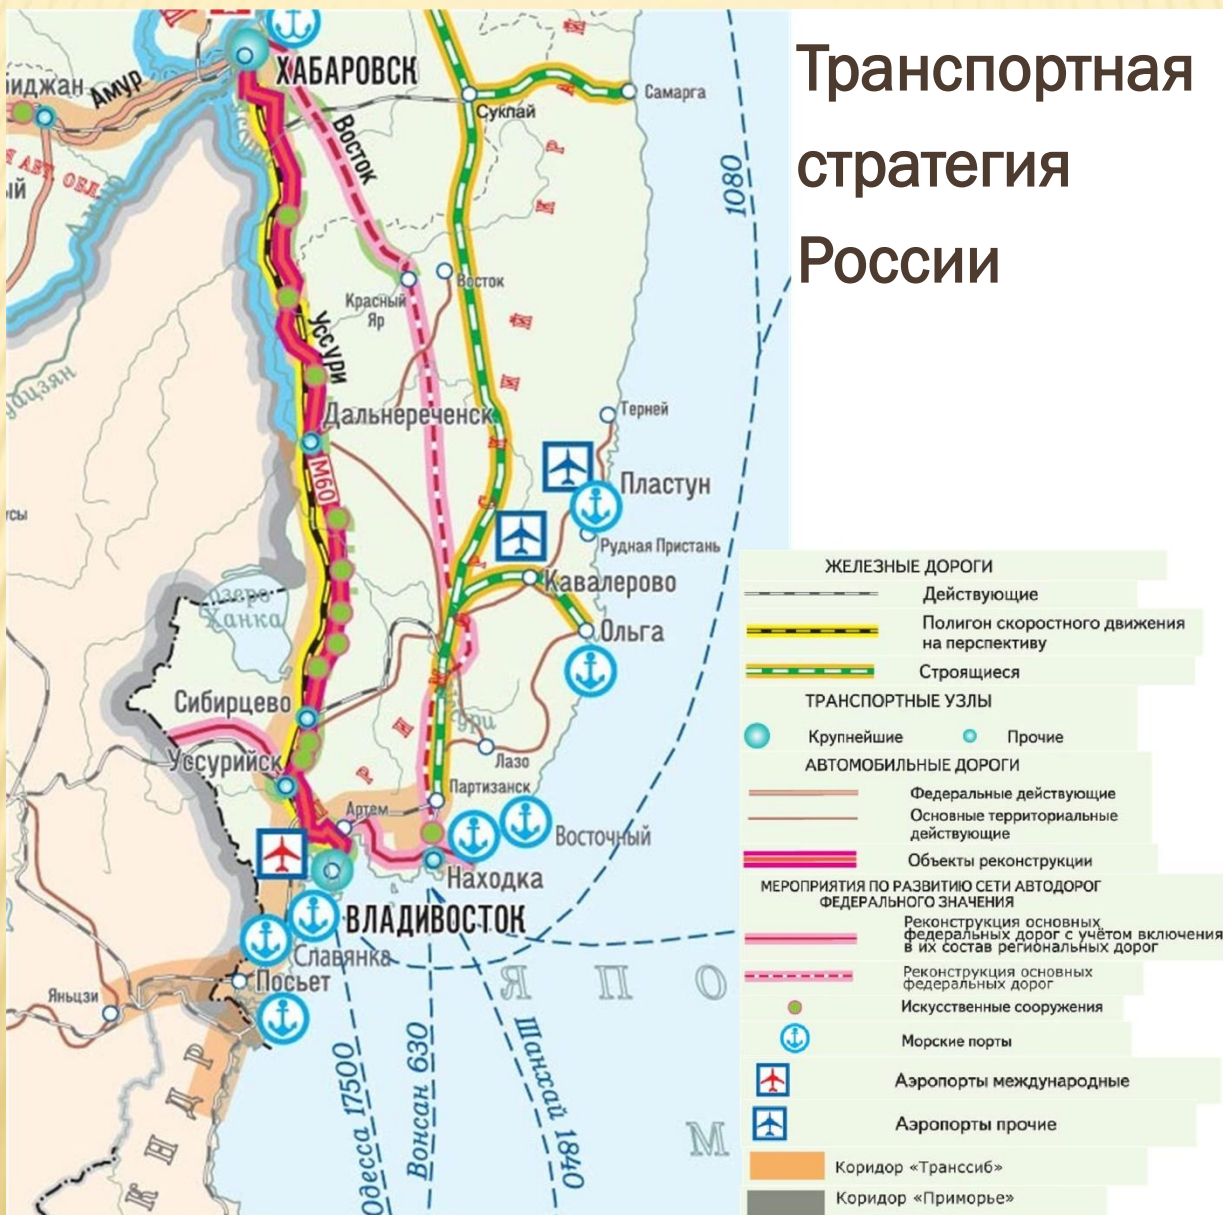 Транспортная
стратегия
России
ХАБАРОВСК
Амур
Самарга
Сукпай
Восток
1080
Восток
Красный
Яр
Уссури
Дальнереченск
Терней
М60
Пластун
Рудная Пристань
озеро
Ханка
Кавалерово
Ольга
Сибирцево
Уссурийск
Лазо
Партизанск
Артем
Восточный
Находка
ВЛАДИВОСТОК
Славянка
Посьет
Яньцзи
Я П О
М
КНДР
Одесса 17500
Вонсан 630
Шанхай 1840
ЖЕЛЕЗНЫЕ ДОРОГИ
Действующие
Полигон скоростного движения
на перспективу
Строящиеся
ТРАНСПОРТНЫЕ УЗЛЫ
Крупнейшие
Прочие
АВТОМОБИЛЬНЫЕ ДОРОГИ
Федеральные действующие
Основные территориальные
действующие
Объекты реконструкции
МЕРОПРИЯТИЯ ПО РАЗВИТИЮ СЕТИ АВТОДОРОГ
ФЕДЕРАЛЬНОГО ЗНАЧЕНИЯ
Реконструкция основных
федеральных дорог с учётом включения
в их состав региональных дорог
Реконструкция основных
федеральных дорог
Искусственные сооружения
Морские порты
Аэропорты международные
Аэропорты прочие
Коридор «Транссиб»
Коридор «Приморье»